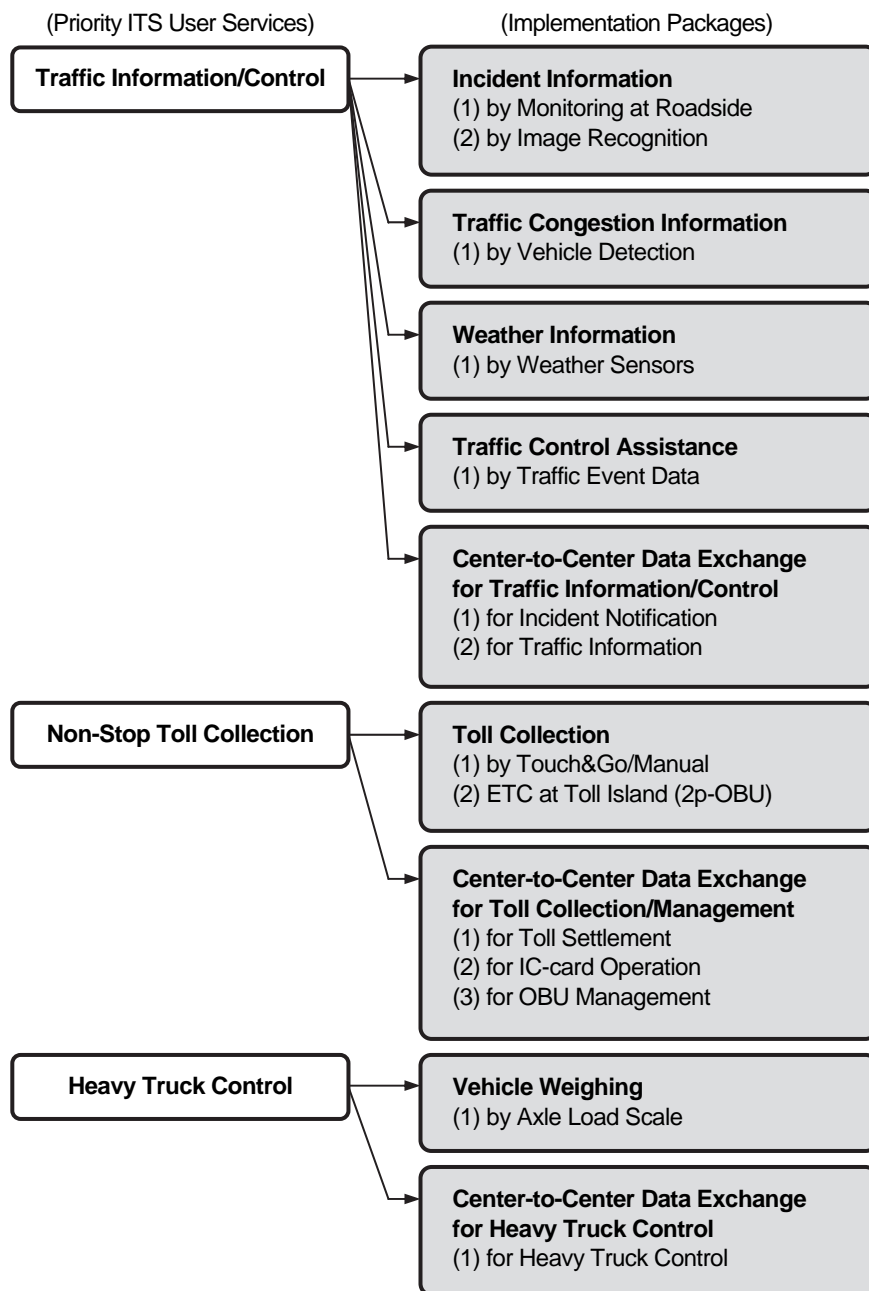 (Priority ITS User Services)
(Implementation Packages)
Traffic Information/Control
Incident Information
(1) by Monitoring at Roadside
(2) by Image Recognition
Traffic Congestion Information
(1) by Vehicle Detection
Weather Information
(1) by Weather Sensors
Traffic Control Assistance
(1) by Traffic Event Data
Center-to-Center Data Exchange
for Traffic Information/Control
(1) for Incident Notification
(2) for Traffic Information
Non-Stop Toll Collection
Toll Collection
(1) by Touch&Go/Manual
(2) ETC at Toll Island (2p-OBU)
Center-to-Center Data Exchange
for Toll Collection/Management
(1) for Toll Settlement
(2) for IC-card Operation
(3) for OBU Management
Heavy Truck Control
Vehicle Weighing
(1) by Axle Load Scale
Center-to-Center Data Exchange
for Heavy Truck Control
(1) for Heavy Truck Control